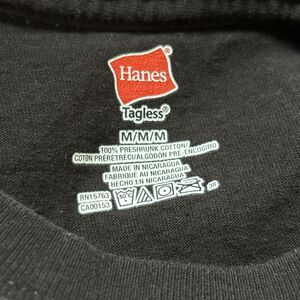 Hanes
Tagless®
M/M/M
100% PRESHRUNK COTTON/
COTON PRÉRÉTRÉCI/ALGODÓN PRE-ENCOGIDO
MADE IN NICARAGUA
FABRIQUÉ AU NICARAGUA
HECHO EN NICARAGUA
RN15763
CA00153